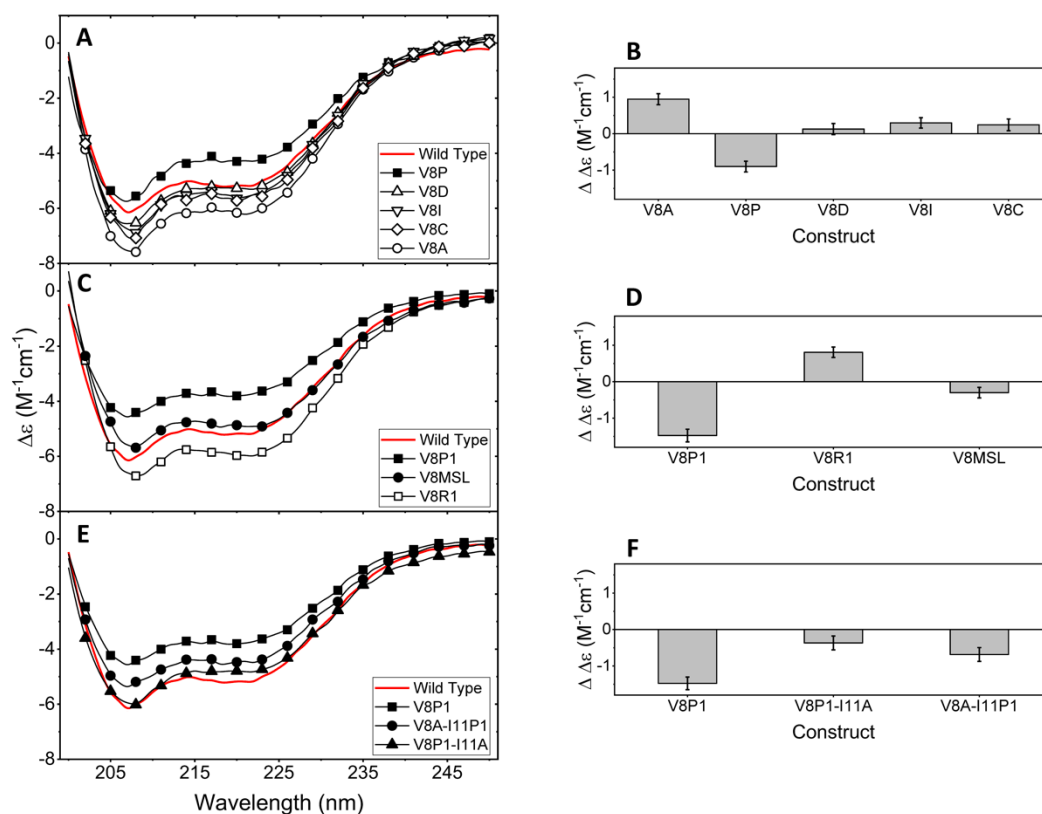 A
0
-2
-4
-6
-8
Wild Type
V8P
V8D
V8I
V8C
V8A
B
1
0
-1
V8A V8P V8D V8I V8C
Construct
Δ Δε (M⁻¹cm⁻¹)
C
0
-2
-4
-6
-8
Wild Type
V8P1
V8MSL
V8R1
Δε (M⁻¹cm⁻¹)
D
1
0
-1
V8P1 V8R1 V8MSL
Construct
Δ Δε (M⁻¹cm⁻¹)
E
0
-2
-4
-6
-8
Wild Type
V8P1
V8A-I11P1
V8P1-I11A
205 215 225 235 245
Wavelength (nm)
F
1
0
-1
V8P1 V8P1-I11A V8A-I11P1
Construct
Δ Δε (M⁻¹cm⁻¹)